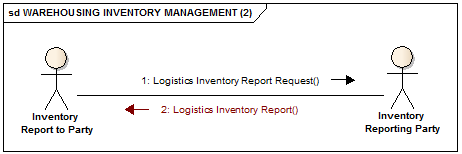 sd WAREHOUSING INVENTORY MANAGEMENT (2)
1: Logistics Inventory Report Request()
2: Logistics Inventory Report()
Inventory
Report to Party
Inventory
Reporting Party